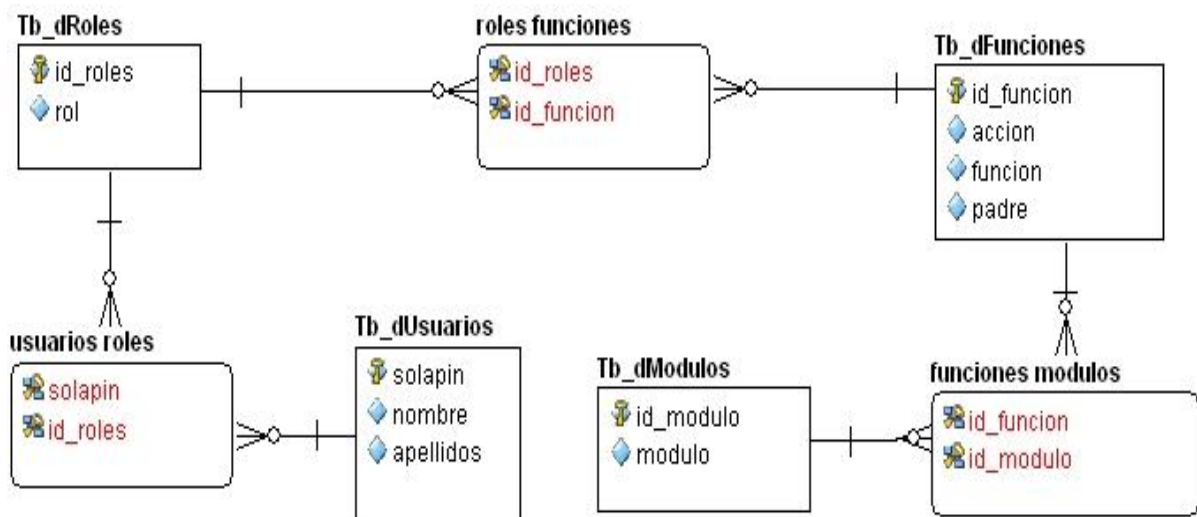 Tb_dRoles
id_roles
rol
roles funciones
id_roles
id_funcion
Tb_dFunciones
id_funcion
accion
funcion
padre
usuarios roles
solapin
id_roles
Tb_dUsuarios
solapin
nombre
apellidos
Tb_dModulos
id_modulo
modulo
funciones modulos
id_funcion
id_modulo